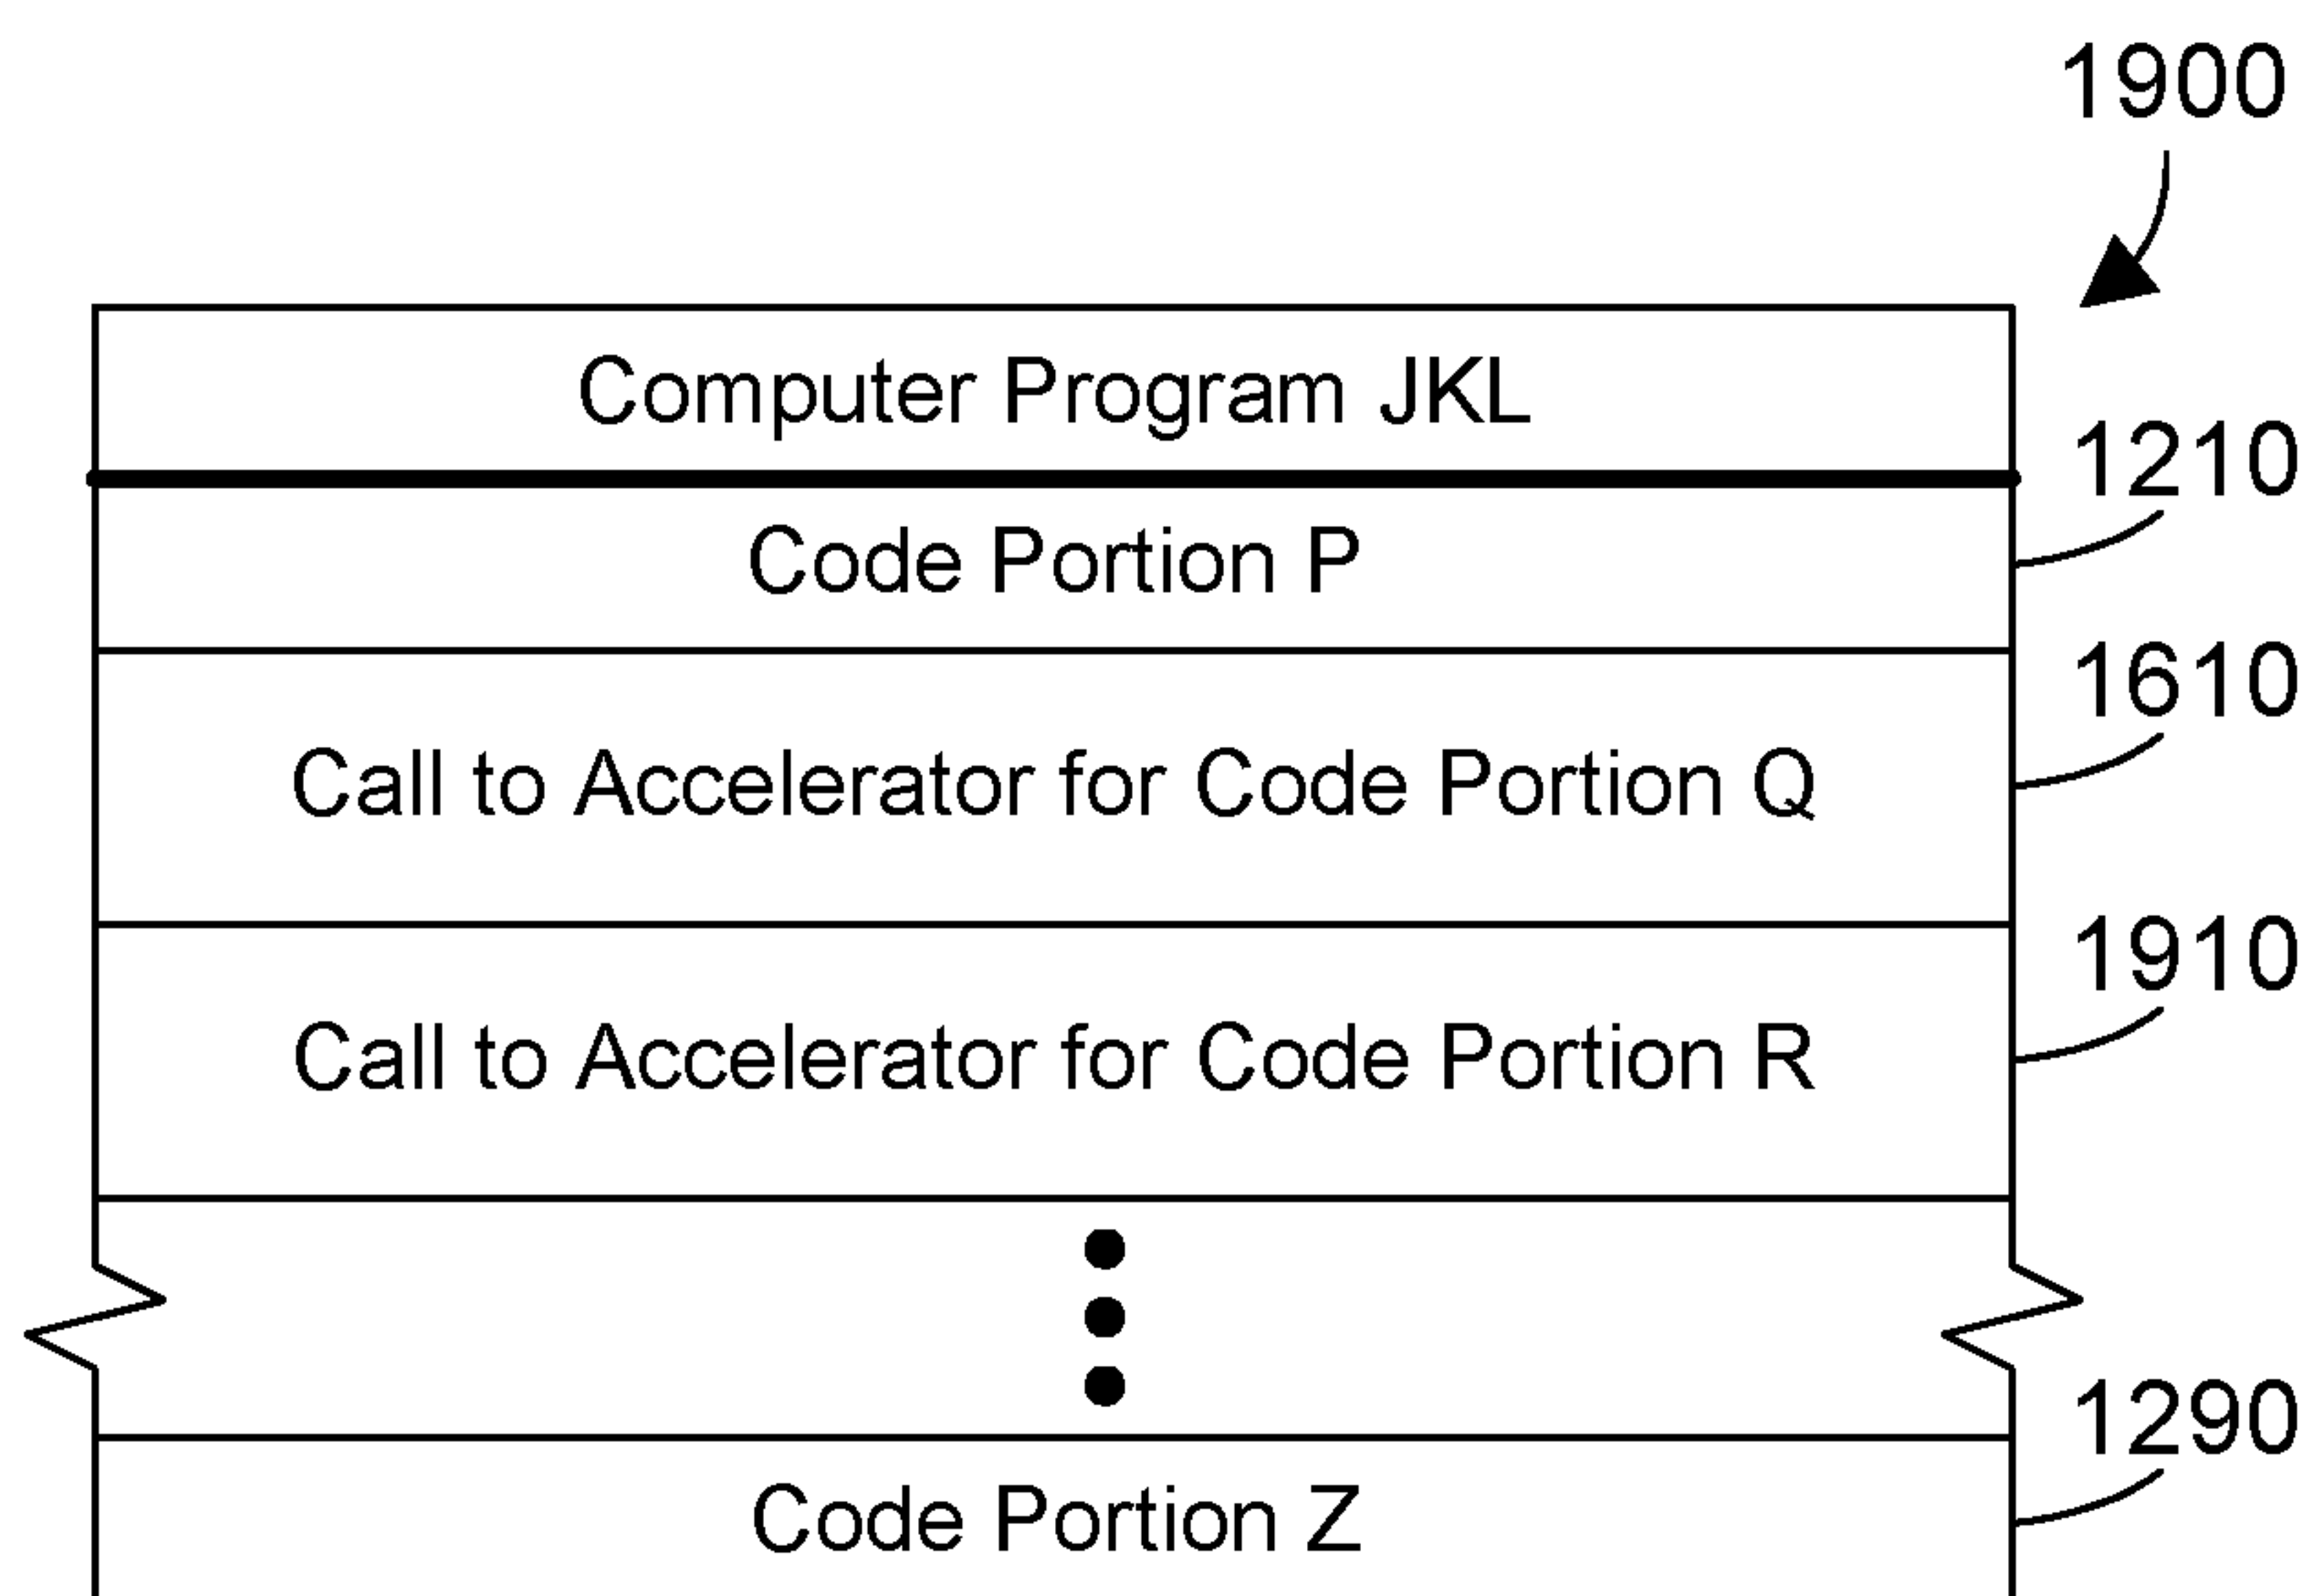 1900
Computer Program JKL
1210
Code Portion P
1610
Call to Accelerator for Code Portion Q
1910
Call to Accelerator for Code Portion R
1290
Code Portion Z